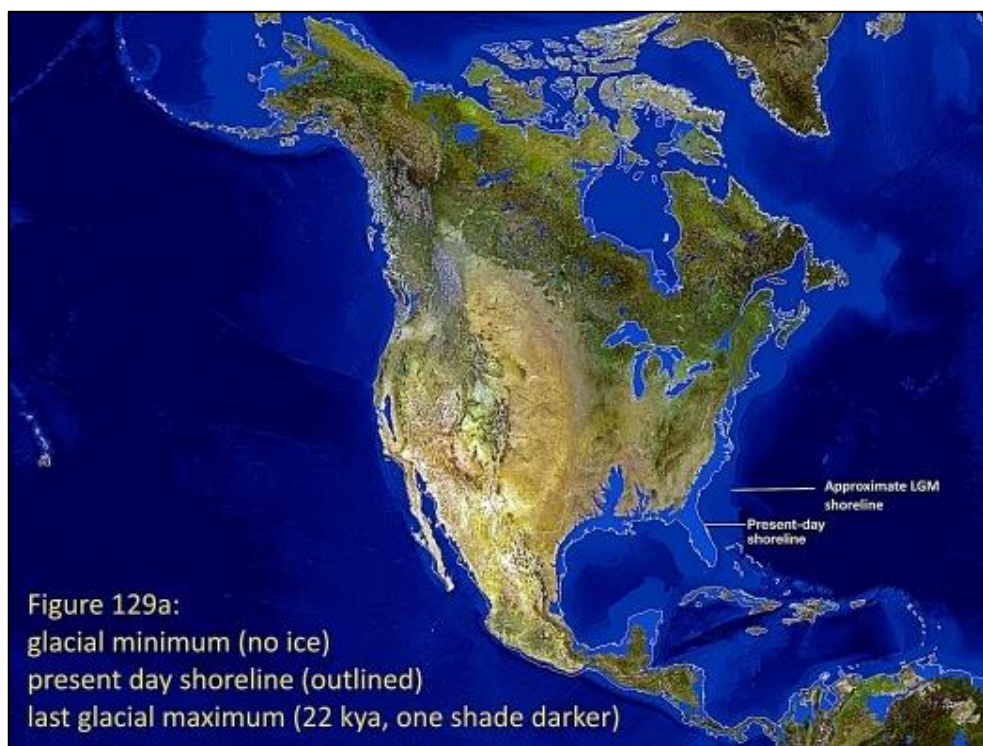 Approximate LGM
shoreline
Present-day
shoreline
Figure 129a:
glacial minimum (no ice)
present day shoreline (outlined)
last glacial maximum (22 kya, one shade darker)